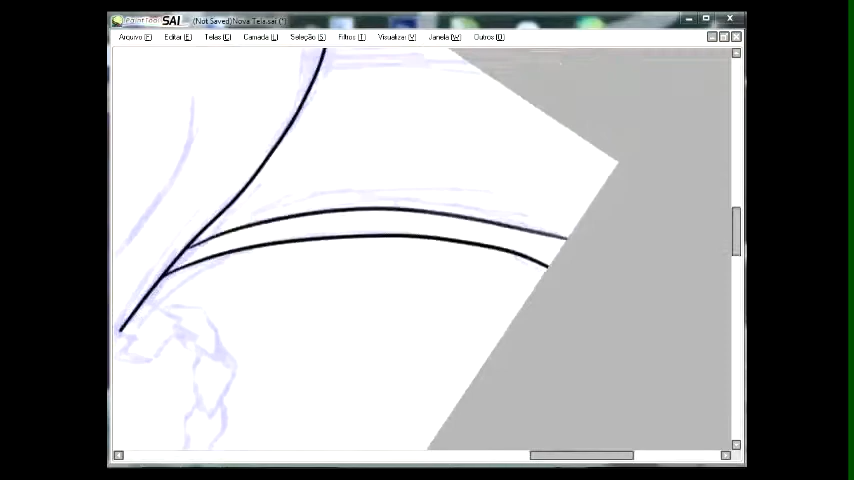 PaintTool SAI (Not Saved)Nova Tela.sai (*)
Arquivo [F] Editar [E] Telas [C] Camada [L] Seleção [S] Filtros [T] Visualizar [V] Janela [W] Outros [O]